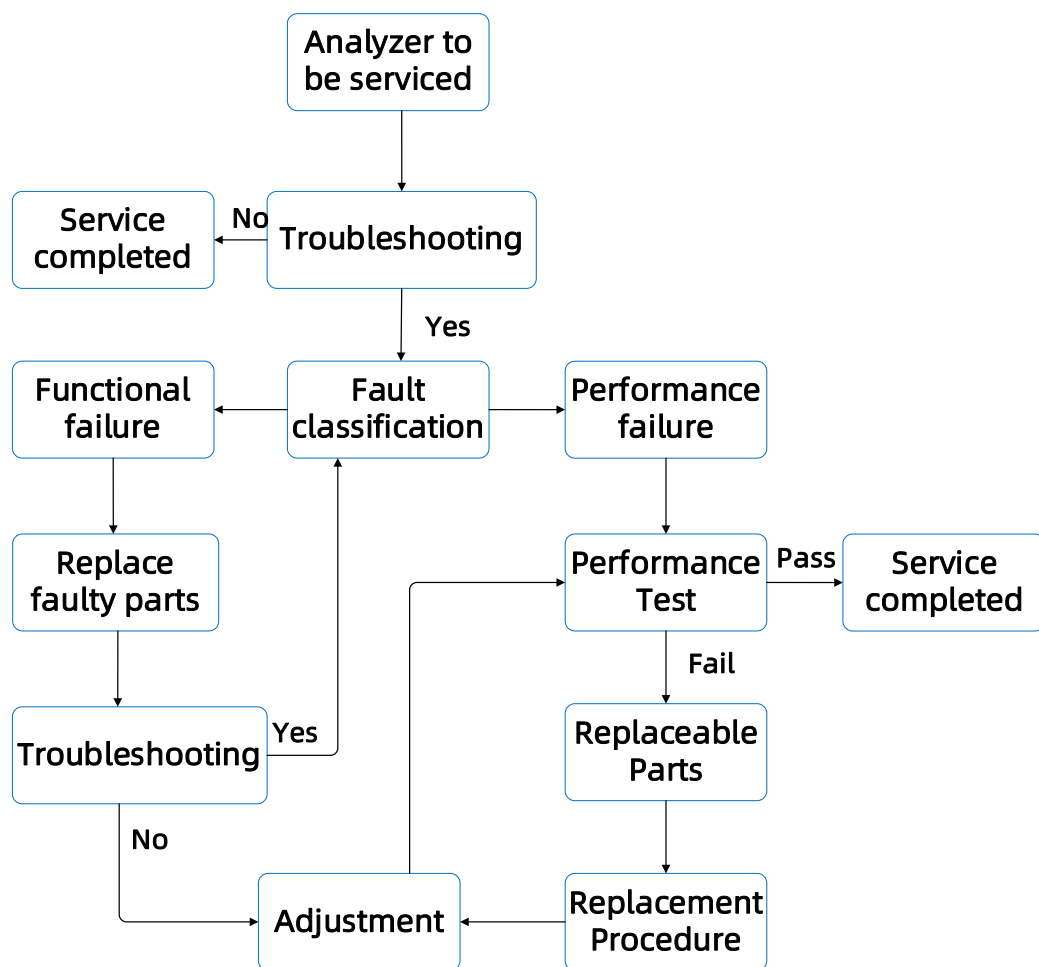 Analyzer to
be serviced
Service
completed
No
Troubleshooting
Yes
Functional
failure
Fault
classification
Performance
failure
Replace
faulty parts
Performance
Test
Pass
Service
completed
Fail
Troubleshooting
Yes
Replaceable
Parts
No
Adjustment
Replacement
Procedure